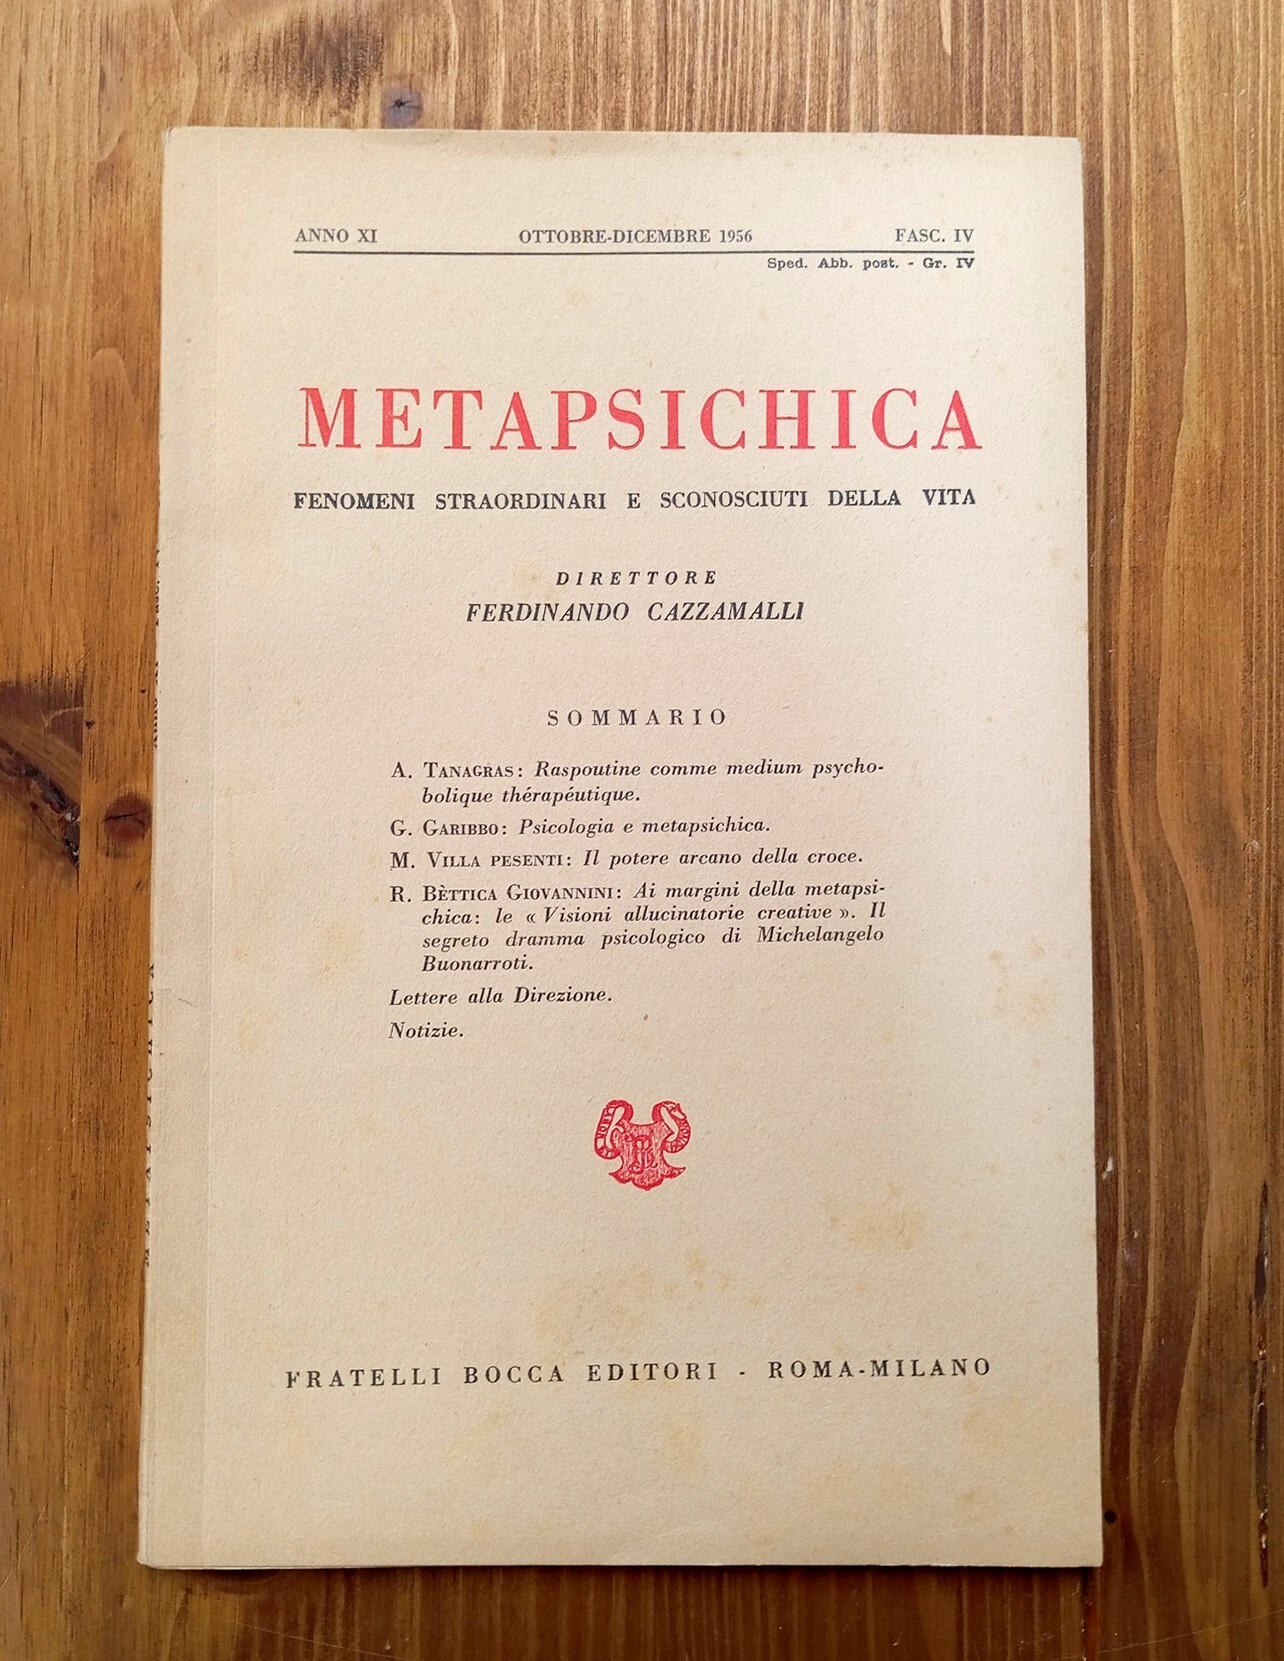 ANNO XI OTTOBRE-DICEMBRE 1956 FASC. IV
Sped. Abb. post. - Gr. IV
METAPSICHICA
FENOMENI STRAORDINARI E SCONOSCIUTI DELLA VITA
DIRETTORE
FERDINANDO CAZZAMALLI
SOMMARIO
A. TANAGRAS: Raspoutine comme medium psycho-
bolique thérapéutique.
G. GARIBBO: Psicologia e metapsichica.
M. VILLA PESENTI: Il potere arcano della croce.
R. BÈTTICA GIOVANNINI: Ai margini della metapsi-
chica: le « Visioni allucinatorie creative ». Il
segreto dramma psicologico di Michelangelo
Buonarroti.
Lettere alla Direzione.
Notizie.
FRATELLI BOCCA EDITORI - ROMA-MILANO
METAPSICHICA